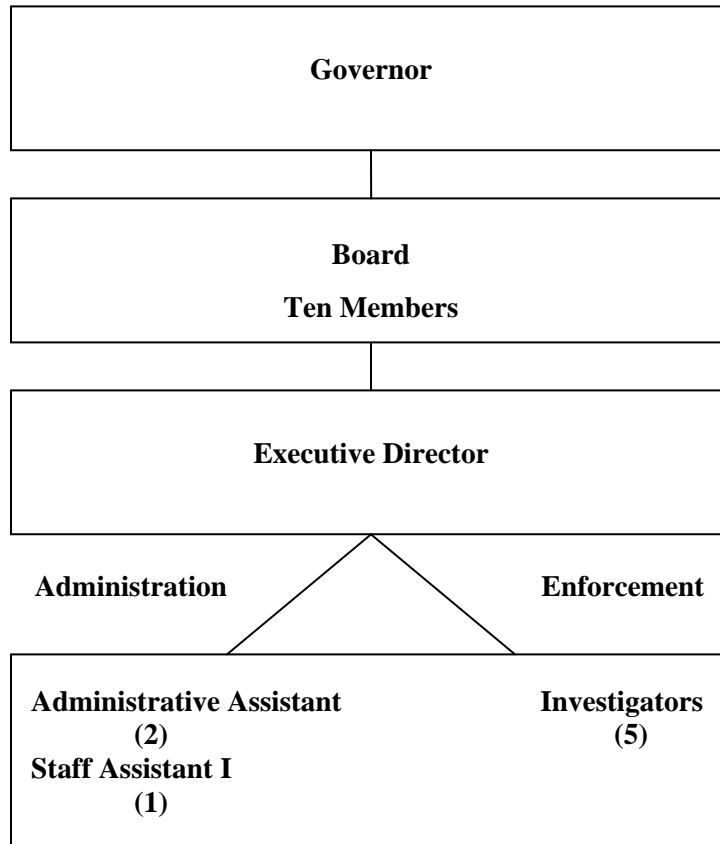 Governor
Board
Ten Members
Executive Director
Administration
Enforcement
Administrative Assistant
(2)
Staff Assistant I
(1)
Investigators
(5)